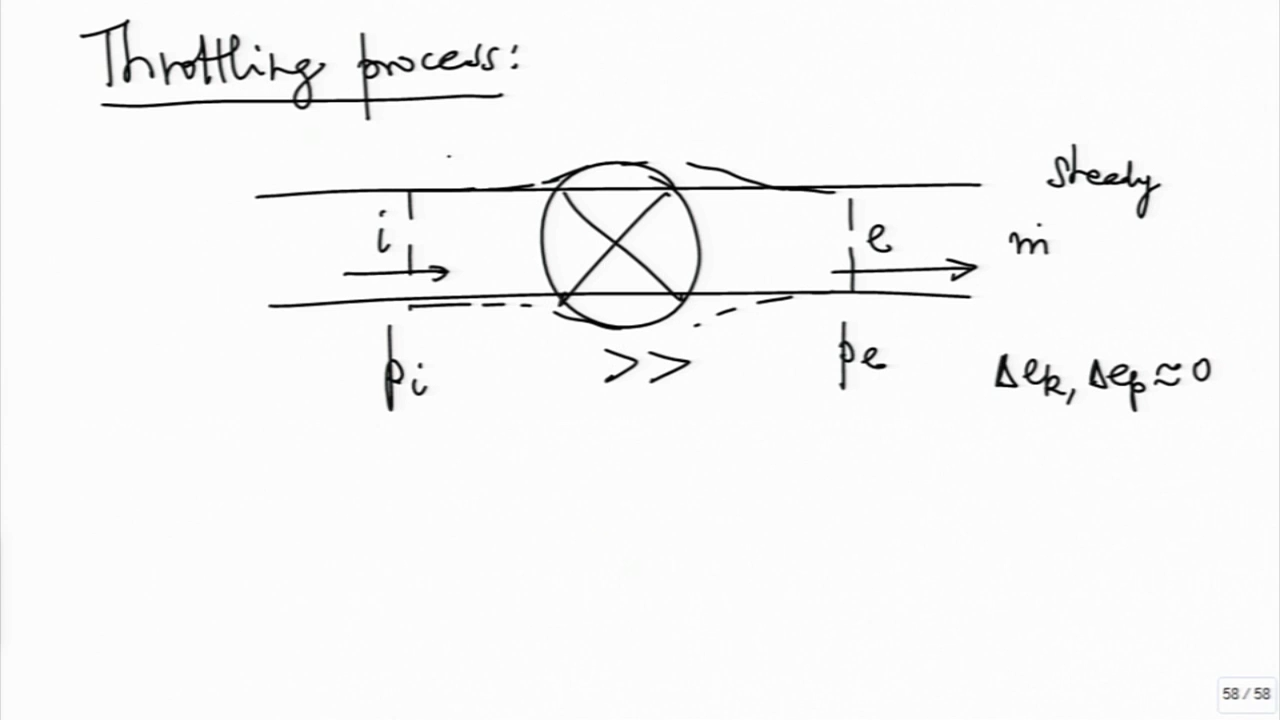 Throttling process:
steady
i
e
ṁ
pi
>>
pe
Δek, Δep ≈ 0
58 / 58